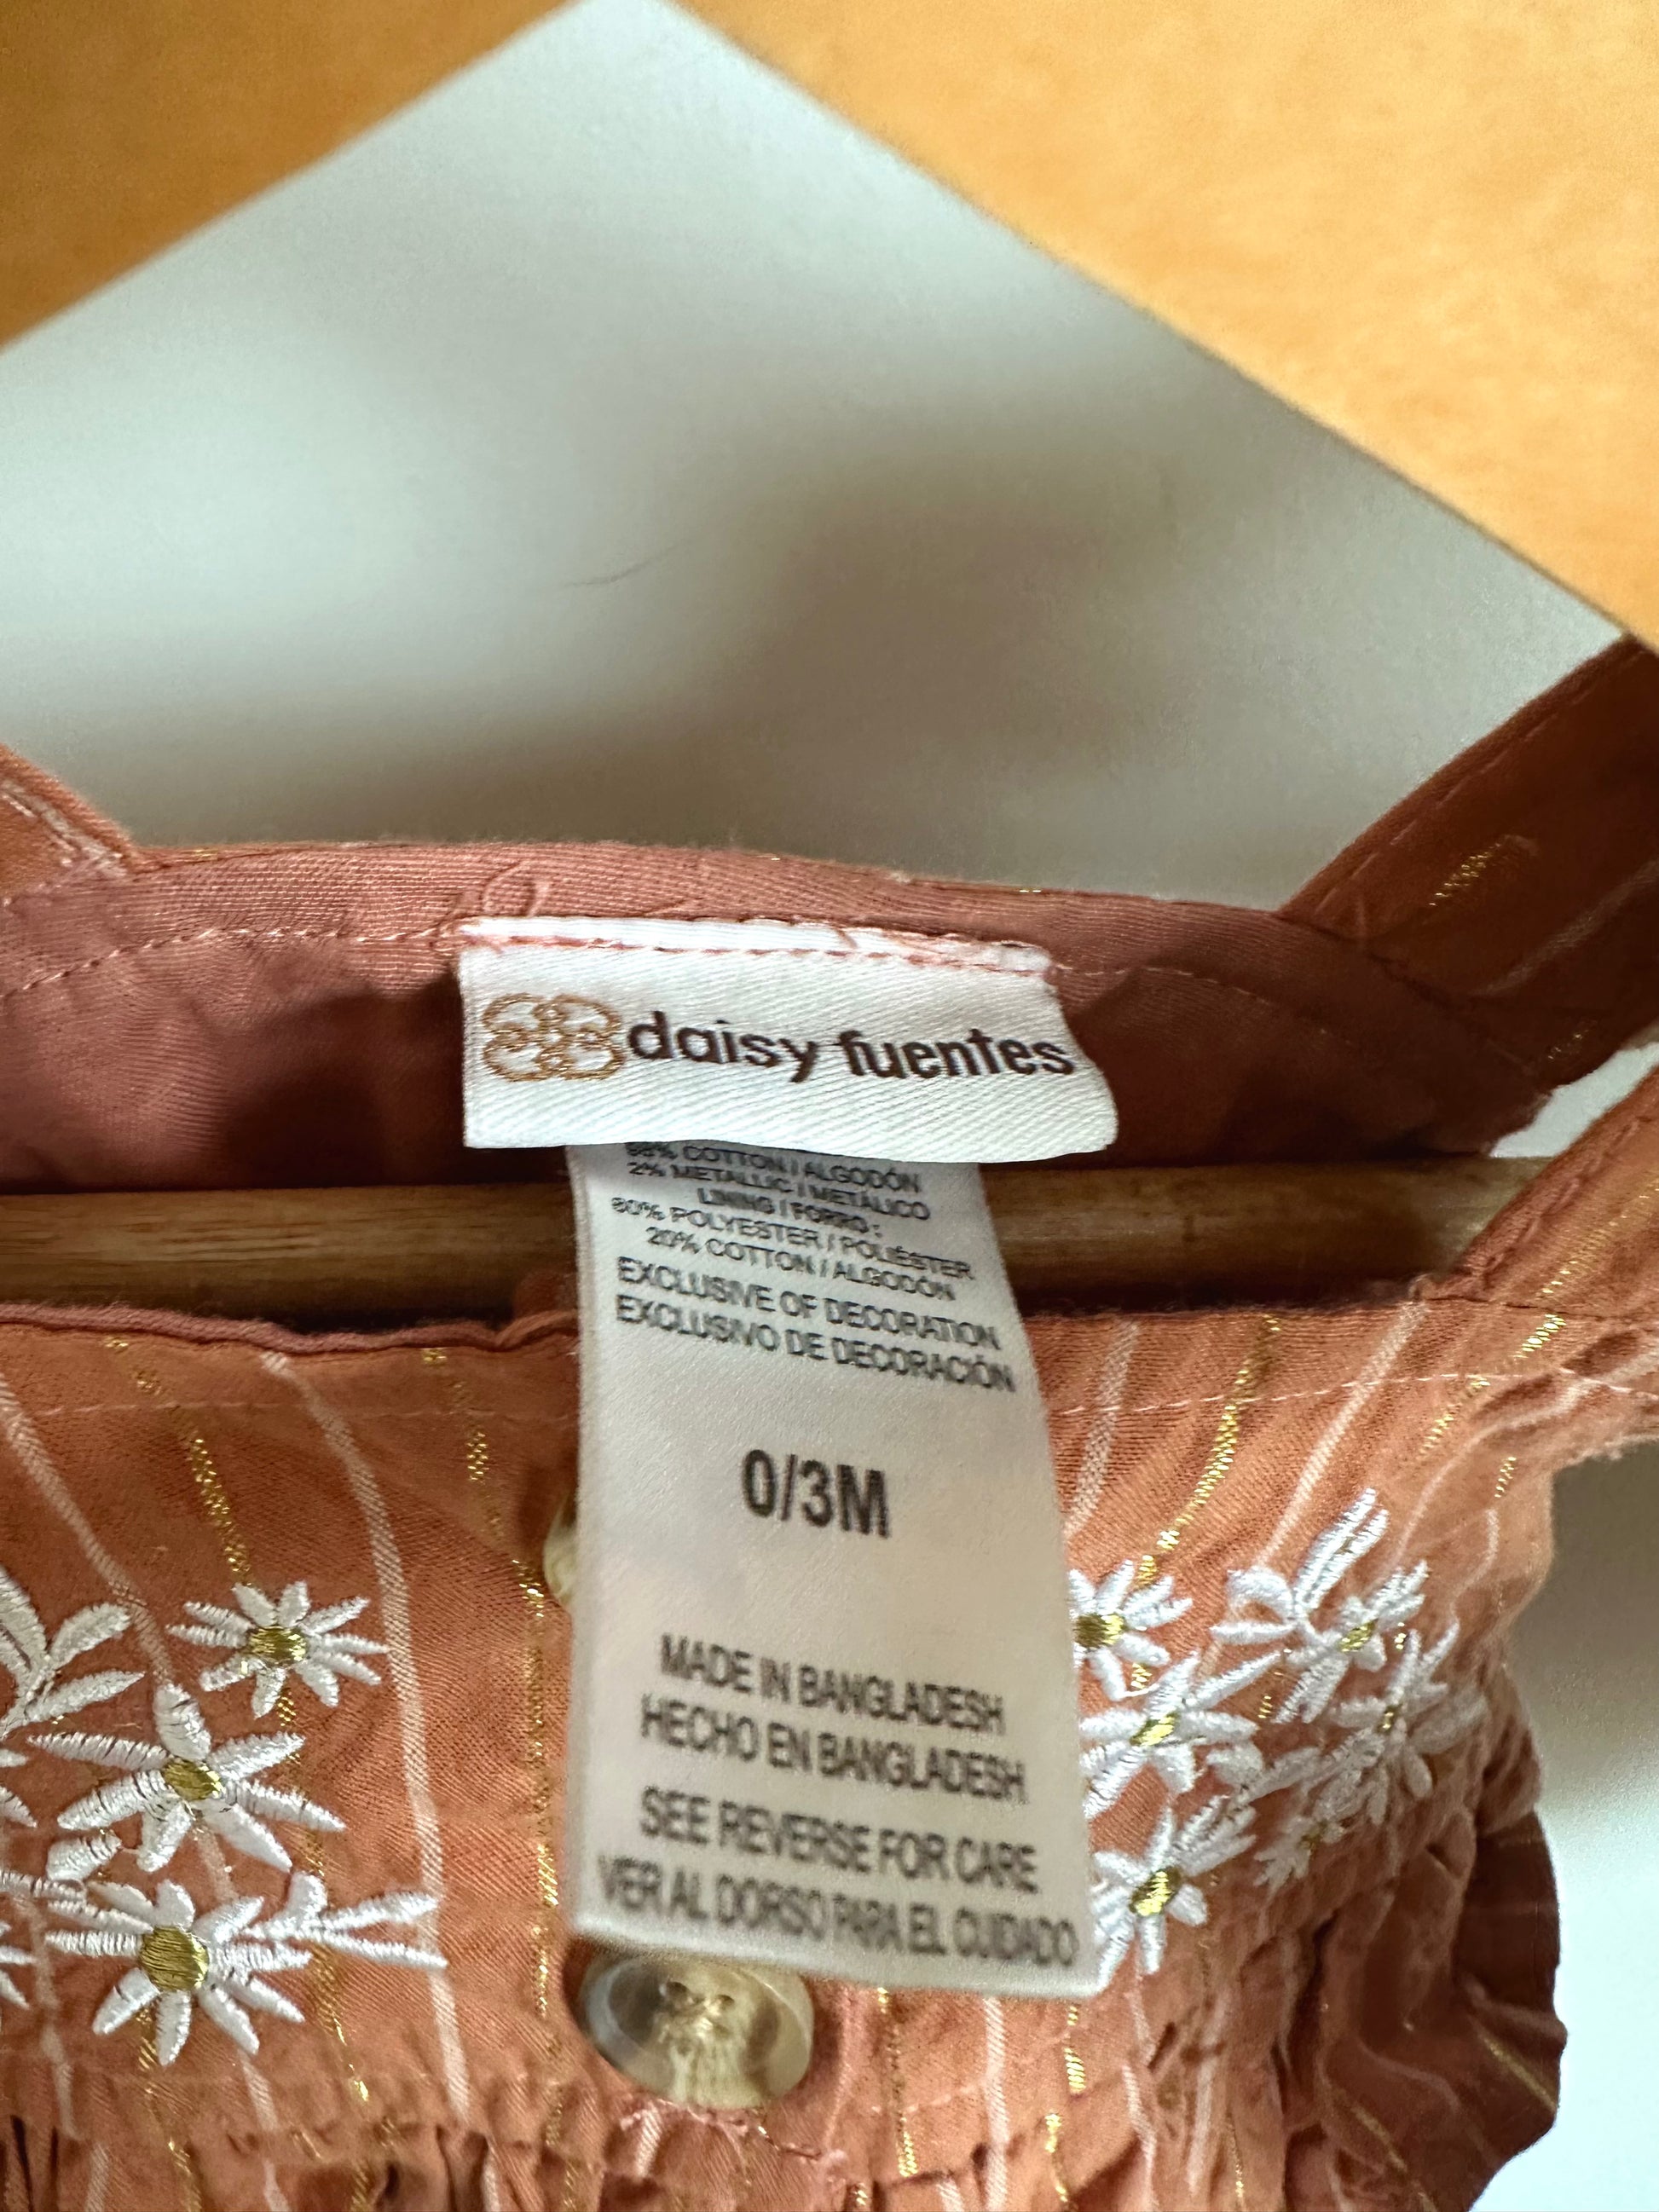 daisy fuentes
98% COTTON / ALGODÓN
2% METALLIC / METÁLICO
LINING / FORRO :
80% POLYESTER / POLIÉSTER
20% COTTON / ALGODÓN
EXCLUSIVE OF DECORATION
EXCLUSIVO DE DECORACIÓN
0/3M
MADE IN BANGLADESH
HECHO EN BANGLADESH
SEE REVERSE FOR CARE
VER AL DORSO PARA EL CUIDADO